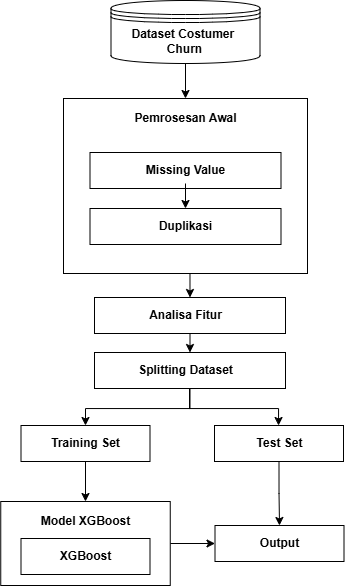 Dataset Costumer
Churn
Pemrosesan Awal
Missing Value
Duplikasi
Analisa Fitur
Splitting Dataset
Training Set
Test Set
Model XGBoost
XGBoost
Output